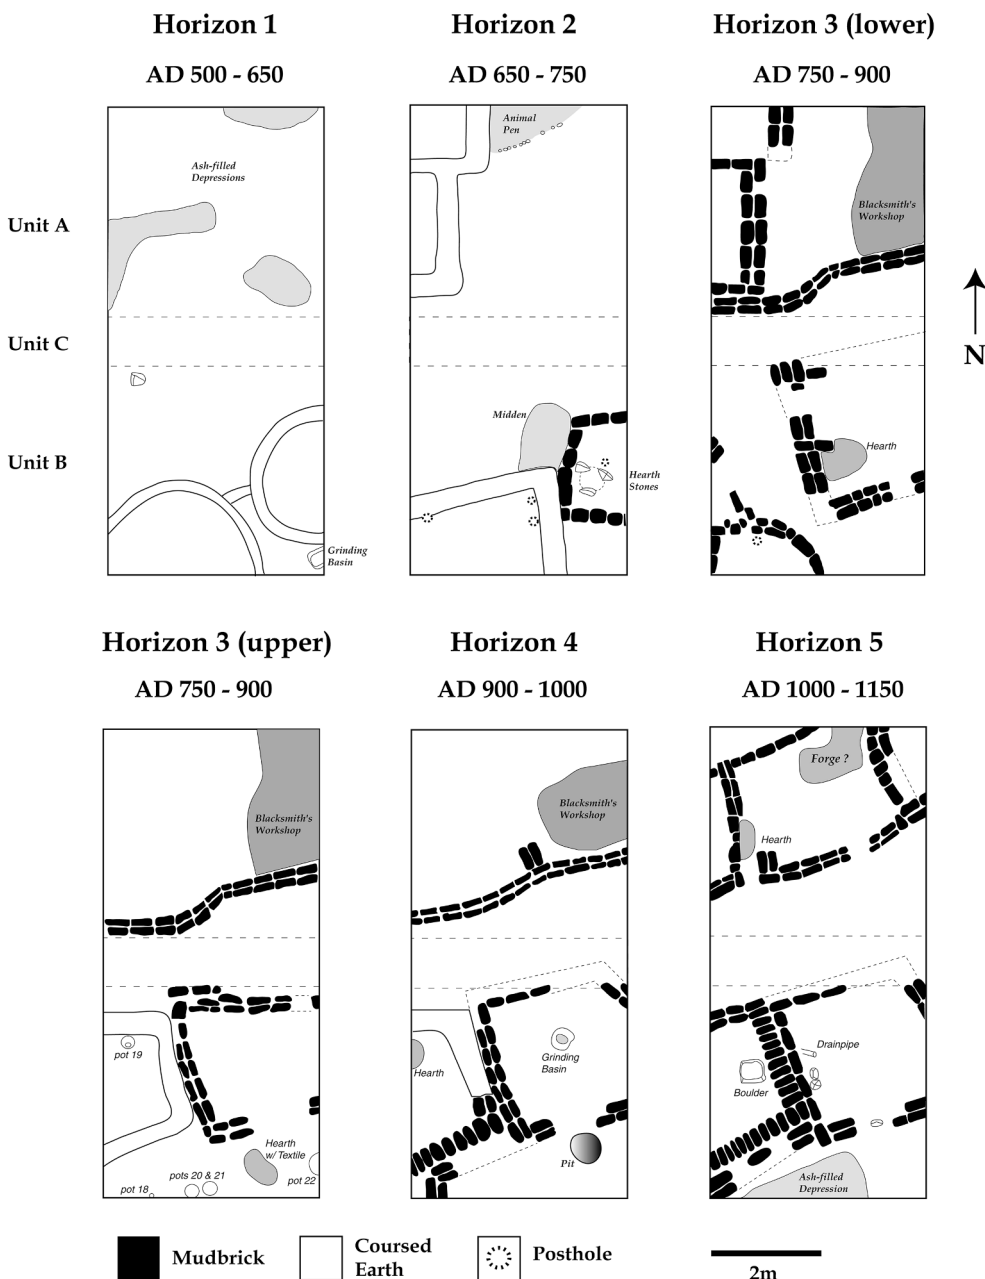 Horizon 1
Horizon 2
Horizon 3 (lower)
AD 500 - 650
AD 650 - 750
AD 750 - 900
Unit A
Unit C
Unit B
Ash-filled
Depressions
Grinding
Basin
Animal
Pen
Midden
Hearth
Stones
Blacksmith's
Workshop
Hearth
N
Horizon 3 (upper)
Horizon 4
Horizon 5
AD 750 - 900
AD 900 - 1000
AD 1000 - 1150
Blacksmith's
Workshop
pot 19
Hearth
w/ Textile
pots 20 & 21
pot 22
pot 18
Blacksmith's
Workshop
Hearth
Grinding
Basin
Pit
Forge ?
Hearth
Drainpipe
Boulder
Ash-filled
Depression
Mudbrick
Coursed
Earth
Posthole
2m